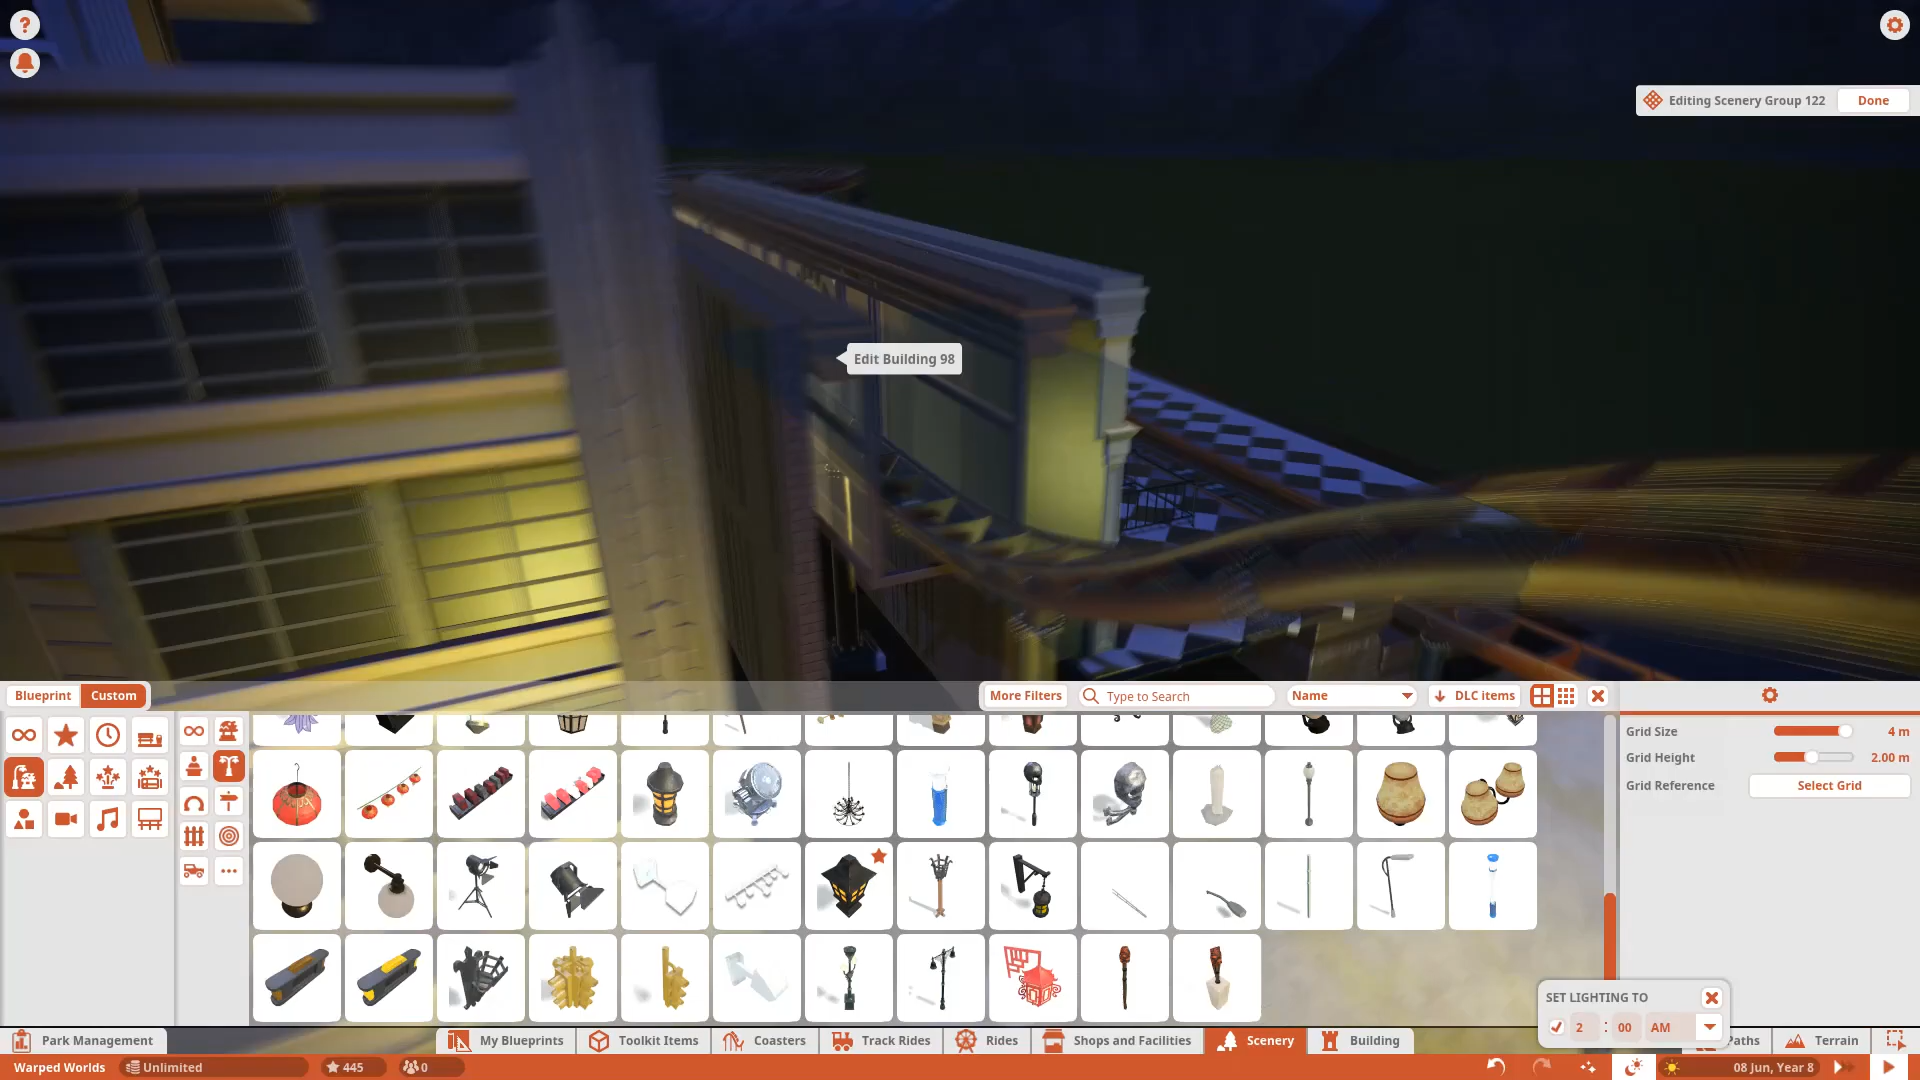 ?
Editing Scenery Group 122
Done
Edit Building 98
Blueprint
Custom
More Filters
Type to Search
Name
DLC items
Grid Size
4 m
Grid Height
2.00 m
Grid Reference
Select Grid
SET LIGHTING TO
2 : 00 AM
Park Management
My Blueprints
Toolkit Items
Coasters
Track Rides
Rides
Shops and Facilities
Scenery
Building
Paths
Terrain
Warped Worlds
Unlimited
445
0
08 Jun, Year 8